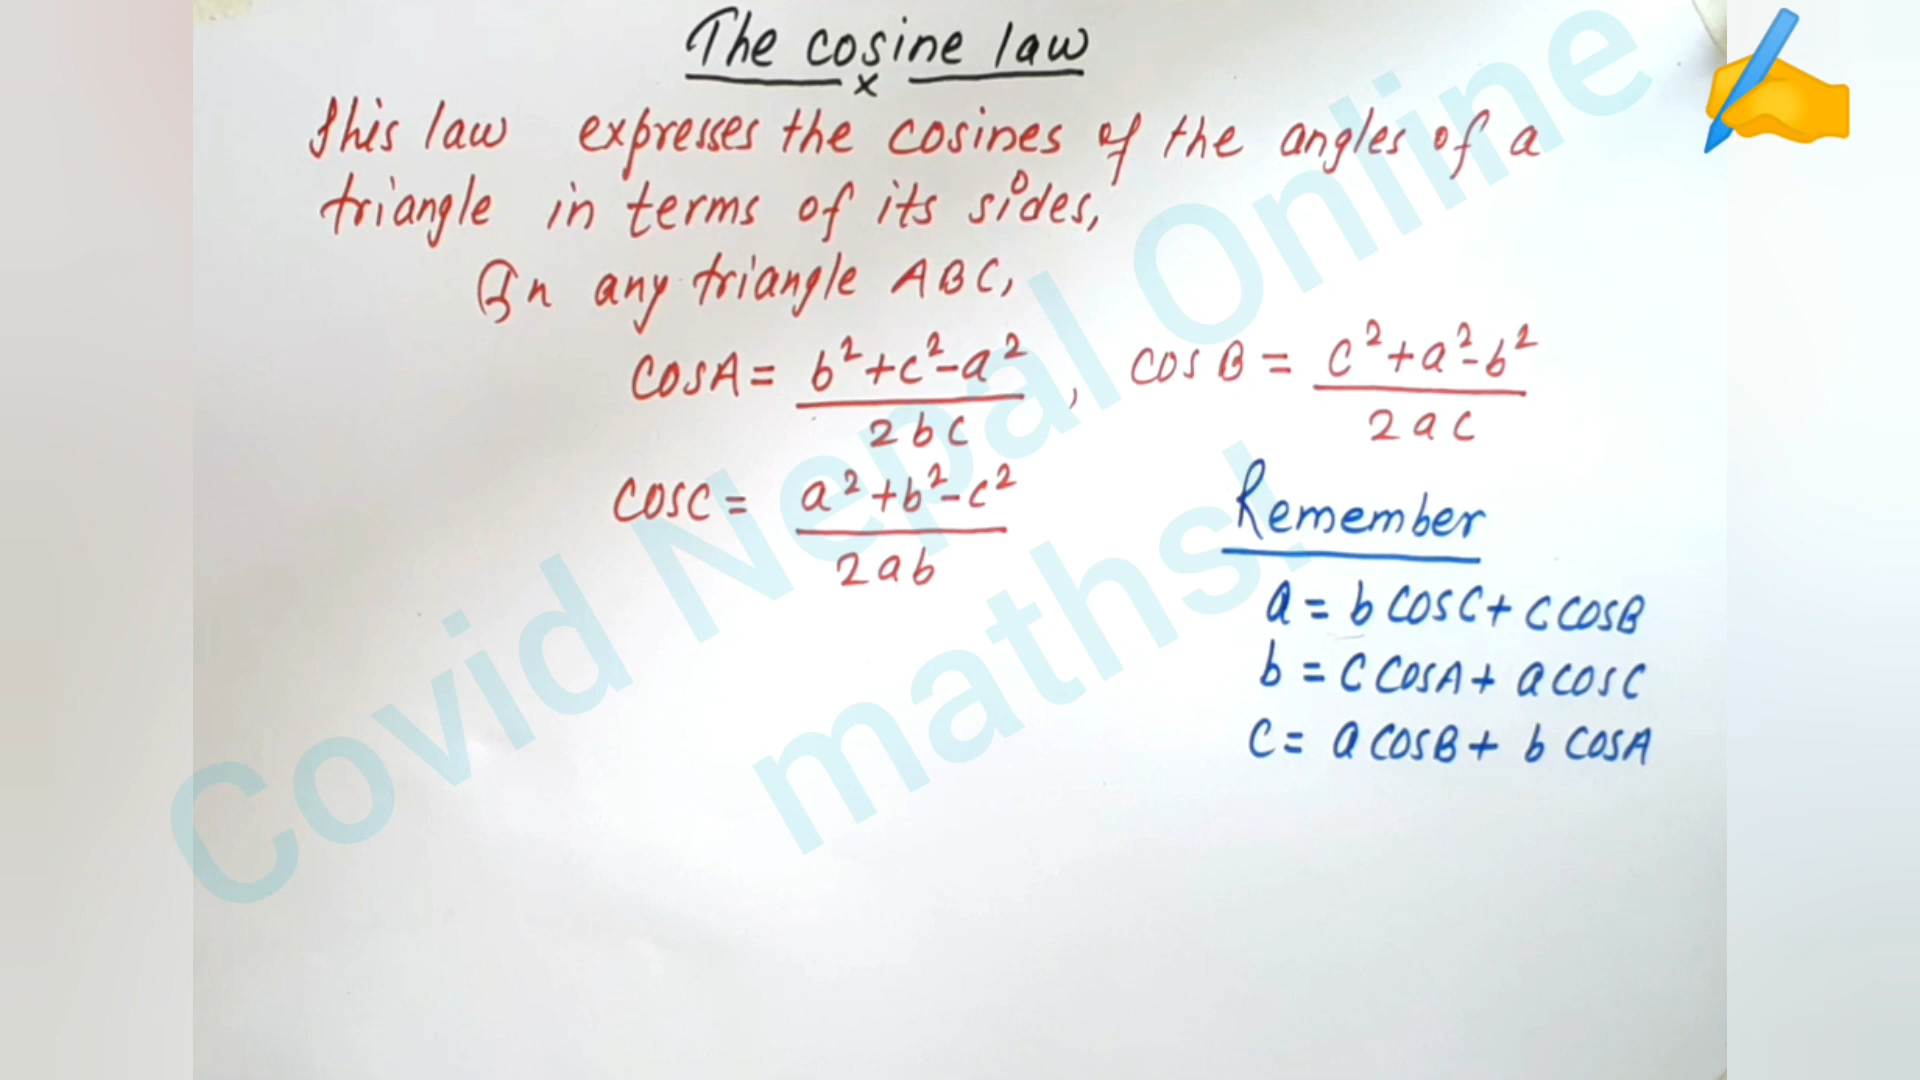 The cosine law
x
This law expresses the cosines of the angles of a
triangle in terms of its sides,
In any triangle ABC,
cosA = b²+c²-a² / 2bc , cos B = c²+a²-b² / 2ac
cosC = a²+b²-c² / 2ab
Remember
a = b cosC + c cosB
b = c cosA + a cosC
c = a cosB + b cosA
Covid Nepal Online
maths!